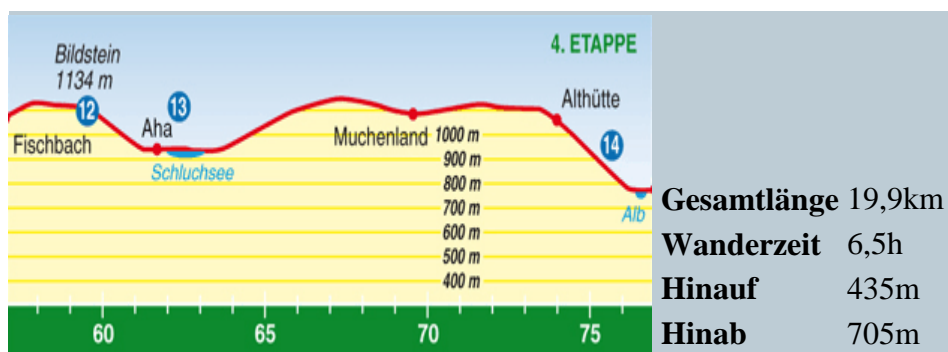 4. ETAPPE
Bildstein
1134 m
12
13
Fischbach
Aha
Schluchsee
Muchenland
Althütte
14
Alb
1000 m
900 m
800 m
700 m
600 m
500 m
400 m
60 65 70 75
Gesamtlänge 19,9km
Wanderzeit 6,5h
Hinauf 435m
Hinab 705m